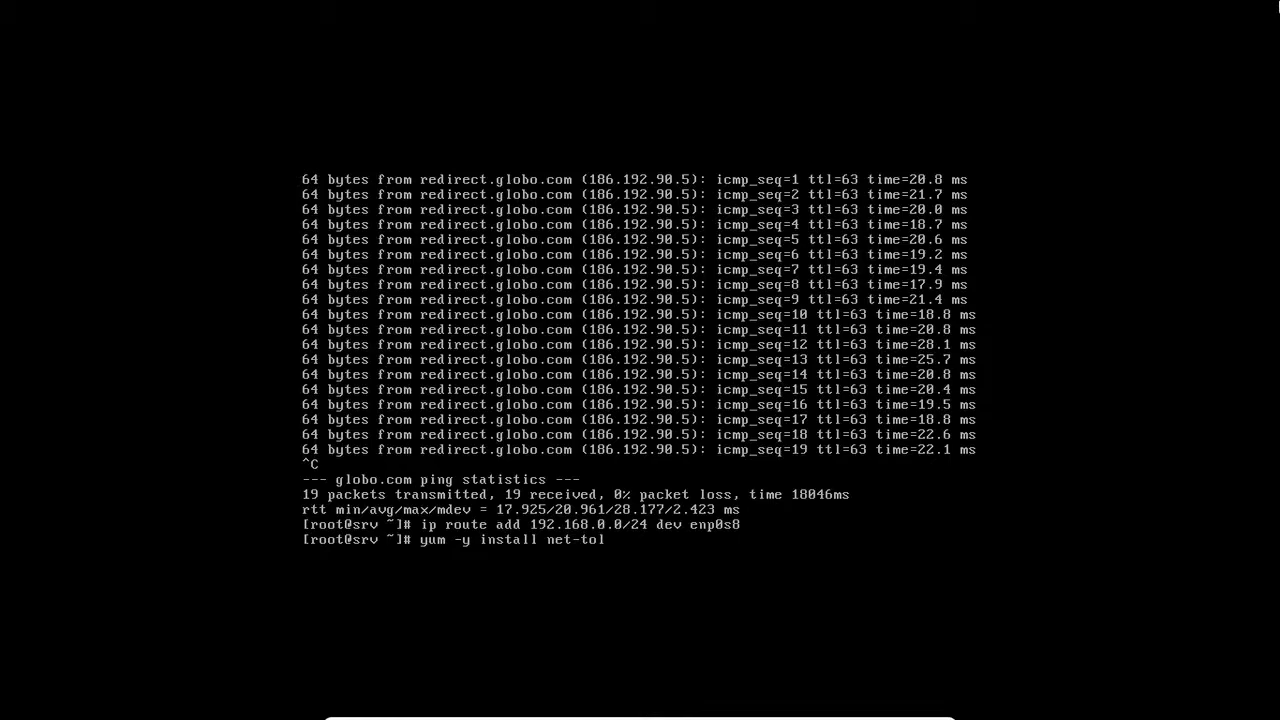 64 bytes from redirect.globo.com (186.192.90.5): icmp_seq=1 ttl=63 time=20.8 ms
64 bytes from redirect.globo.com (186.192.90.5): icmp_seq=2 ttl=63 time=21.7 ms
64 bytes from redirect.globo.com (186.192.90.5): icmp_seq=3 ttl=63 time=20.0 ms
64 bytes from redirect.globo.com (186.192.90.5): icmp_seq=4 ttl=63 time=18.7 ms
64 bytes from redirect.globo.com (186.192.90.5): icmp_seq=5 ttl=63 time=20.6 ms
64 bytes from redirect.globo.com (186.192.90.5): icmp_seq=6 ttl=63 time=19.2 ms
64 bytes from redirect.globo.com (186.192.90.5): icmp_seq=7 ttl=63 time=19.4 ms
64 bytes from redirect.globo.com (186.192.90.5): icmp_seq=8 ttl=63 time=17.9 ms
64 bytes from redirect.globo.com (186.192.90.5): icmp_seq=9 ttl=63 time=21.4 ms
64 bytes from redirect.globo.com (186.192.90.5): icmp_seq=10 ttl=63 time=18.8 ms
64 bytes from redirect.globo.com (186.192.90.5): icmp_seq=11 ttl=63 time=20.8 ms
64 bytes from redirect.globo.com (186.192.90.5): icmp_seq=12 ttl=63 time=28.1 ms
64 bytes from redirect.globo.com (186.192.90.5): icmp_seq=13 ttl=63 time=25.7 ms
64 bytes from redirect.globo.com (186.192.90.5): icmp_seq=14 ttl=63 time=20.8 ms
64 bytes from redirect.globo.com (186.192.90.5): icmp_seq=15 ttl=63 time=20.4 ms
64 bytes from redirect.globo.com (186.192.90.5): icmp_seq=16 ttl=63 time=19.5 ms
64 bytes from redirect.globo.com (186.192.90.5): icmp_seq=17 ttl=63 time=18.8 ms
64 bytes from redirect.globo.com (186.192.90.5): icmp_seq=18 ttl=63 time=22.6 ms
64 bytes from redirect.globo.com (186.192.90.5): icmp_seq=19 ttl=63 time=22.1 ms
^C
--- globo.com ping statistics ---
19 packets transmitted, 19 received, 0% packet loss, time 18046ms
rtt min/avg/max/mdev = 17.925/20.961/28.177/2.423 ms
[root@srv ~]# ip route add 192.168.0.0/24 dev enp0s8
[root@srv ~]# yum -y install net-tol